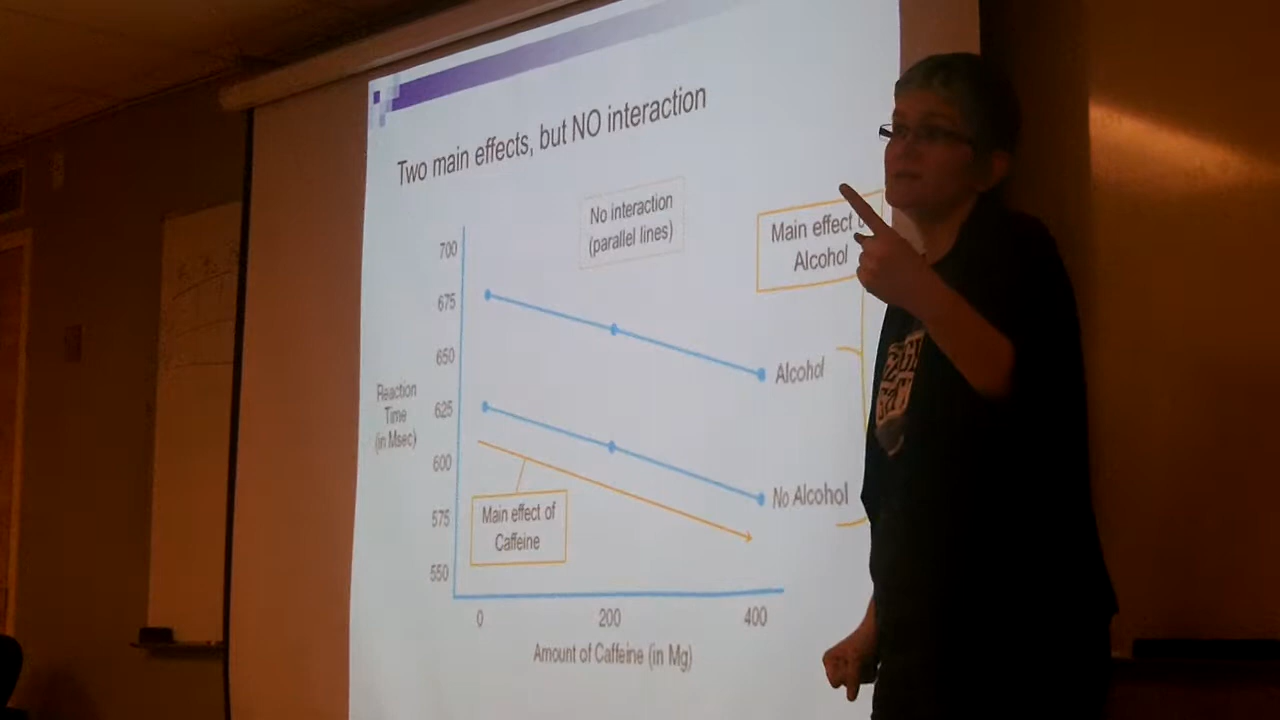 Two main effects, but NO interaction
No interaction
(parallel lines)
Main effect
Alcohol
700
675
650
625
600
575
550
Reaction
Time
(in Msec)
Alcohol
No Alcohol
Main effect of
Caffeine
0
200
400
Amount of Caffeine (in Mg)